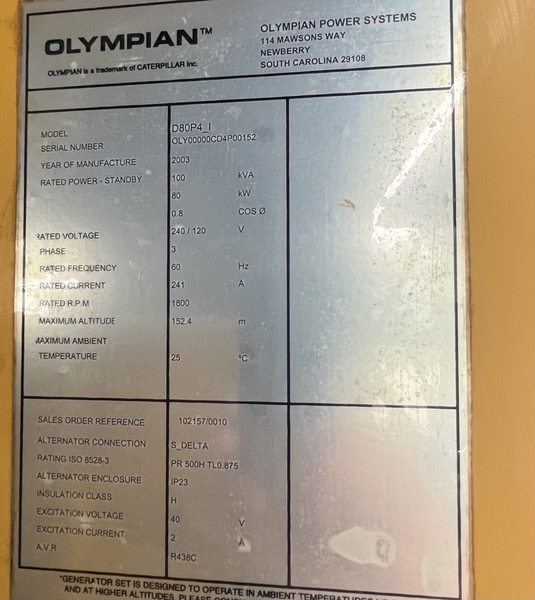 OLYMPIAN™
OLYMPIAN is a trademark of CATERPILLAR Inc.
OLYMPIAN POWER SYSTEMS
114 MAWSONS WAY
NEWBERRY
SOUTH CAROLINA 29108
MODEL D80P4_I
SERIAL NUMBER OLY00000CD4P00152
YEAR OF MANUFACTURE 2003
RATED POWER - STANDBY 100 kVA
80 kW
0.8 COS Ø
RATED VOLTAGE 240 / 120 V
PHASE 3
RATED FREQUENCY 60 Hz
RATED CURRENT 241 A
RATED R.P.M 1800
MAXIMUM ALTITUDE 152.4 m
MAXIMUM AMBIENT
TEMPERATURE 25 °C
SALES ORDER REFERENCE 102157/0010
ALTERNATOR CONNECTION S_DELTA
RATING ISO 8528-3 PR 500H TL0.875
ALTERNATOR ENCLOSURE IP23
INSULATION CLASS H
EXCITATION VOLTAGE 40 V
EXCITATION CURRENT 2 A
A.V.R R438C
"GENERATOR SET IS DESIGNED TO OPERATE IN AMBIENT TEMPERATURES
AND AT HIGHER ALTITUDES. PLEASE